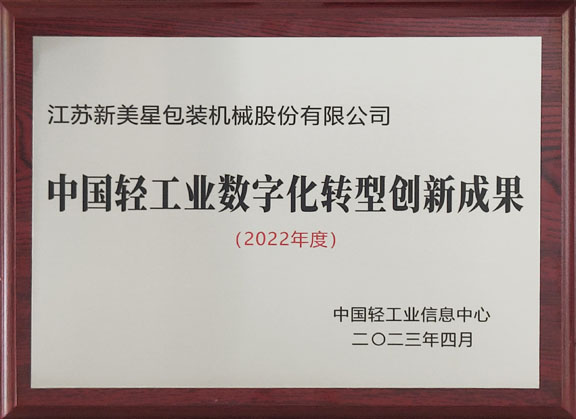 江苏新美星包装机械股份有限公司
中国轻工业数字化转型创新成果
（2022年度）
中国轻工业信息中心
二〇二三年四月